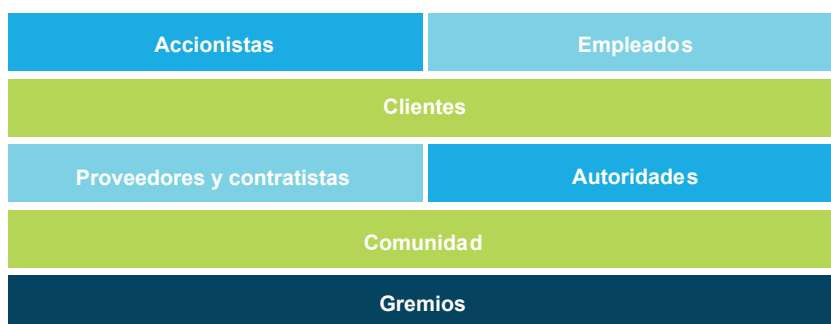 Accionistas
Empleados
Clientes
Proveedores y contratistas
Autoridades
Comunidad
Gremios